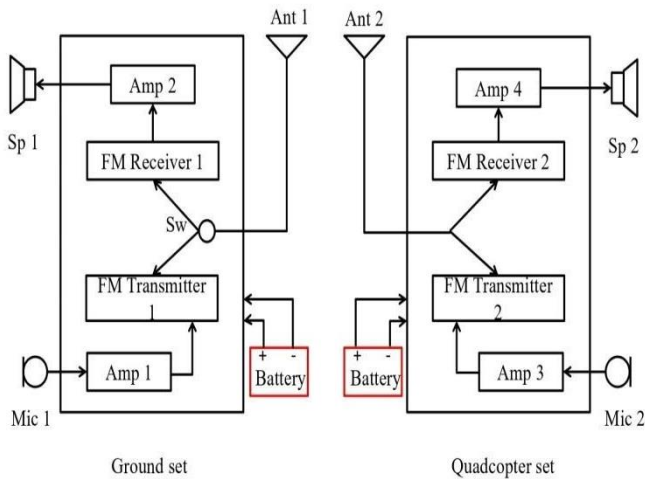 Ant 1
Ant 2
Amp 2
Amp 4
Sp 1
Sp 2
FM Receiver 1
FM Receiver 2
Sw
FM Transmitter
1
FM Transmitter
2
+ -
Battery
+ -
Battery
Amp 1
Amp 3
Mic 1
Mic 2
Ground set
Quadcopter set